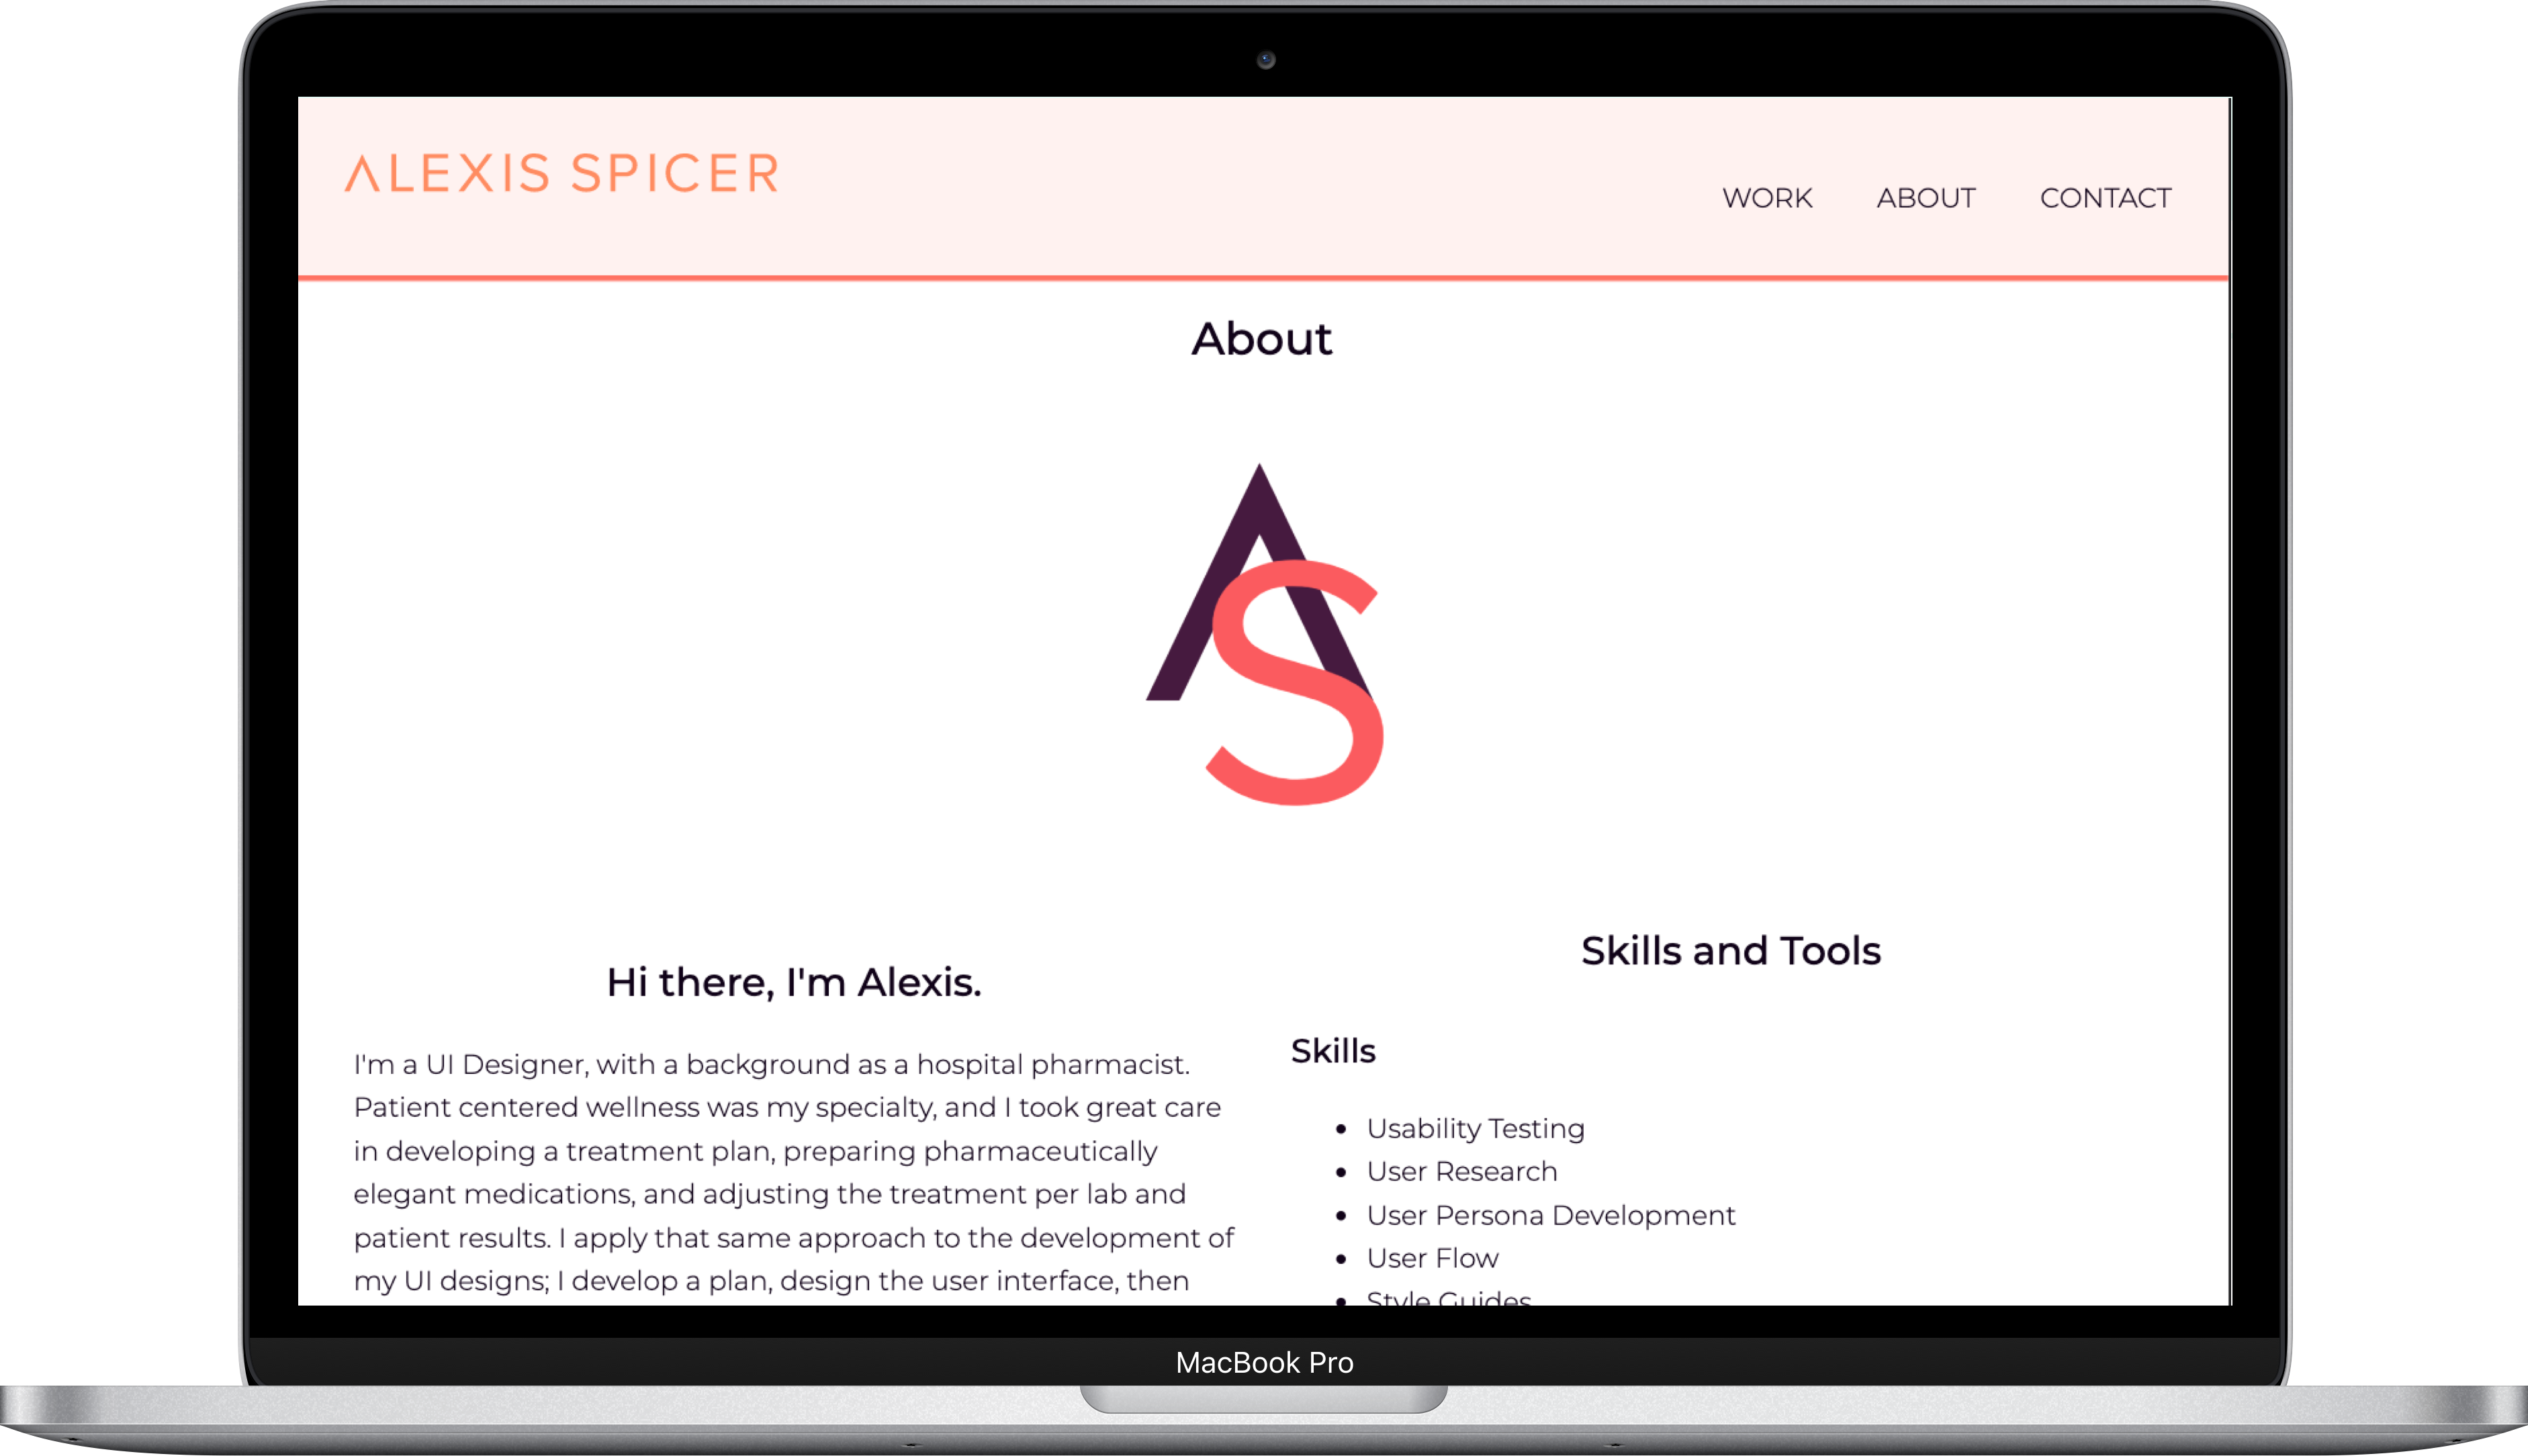 ALEXIS SPICER
WORK ABOUT CONTACT
About
AS
Hi there, I'm Alexis.
I'm a UI Designer, with a background as a hospital pharmacist.
Patient centered wellness was my specialty, and I took great care
in developing a treatment plan, preparing pharmaceutically
elegant medications, and adjusting the treatment per lab and
patient results. I apply that same approach to the development of
my UI designs; I develop a plan, design the user interface, then
Skills and Tools
Skills
• Usability Testing
• User Research
• User Persona Development
• User Flow
• Style Guides
MacBook Pro